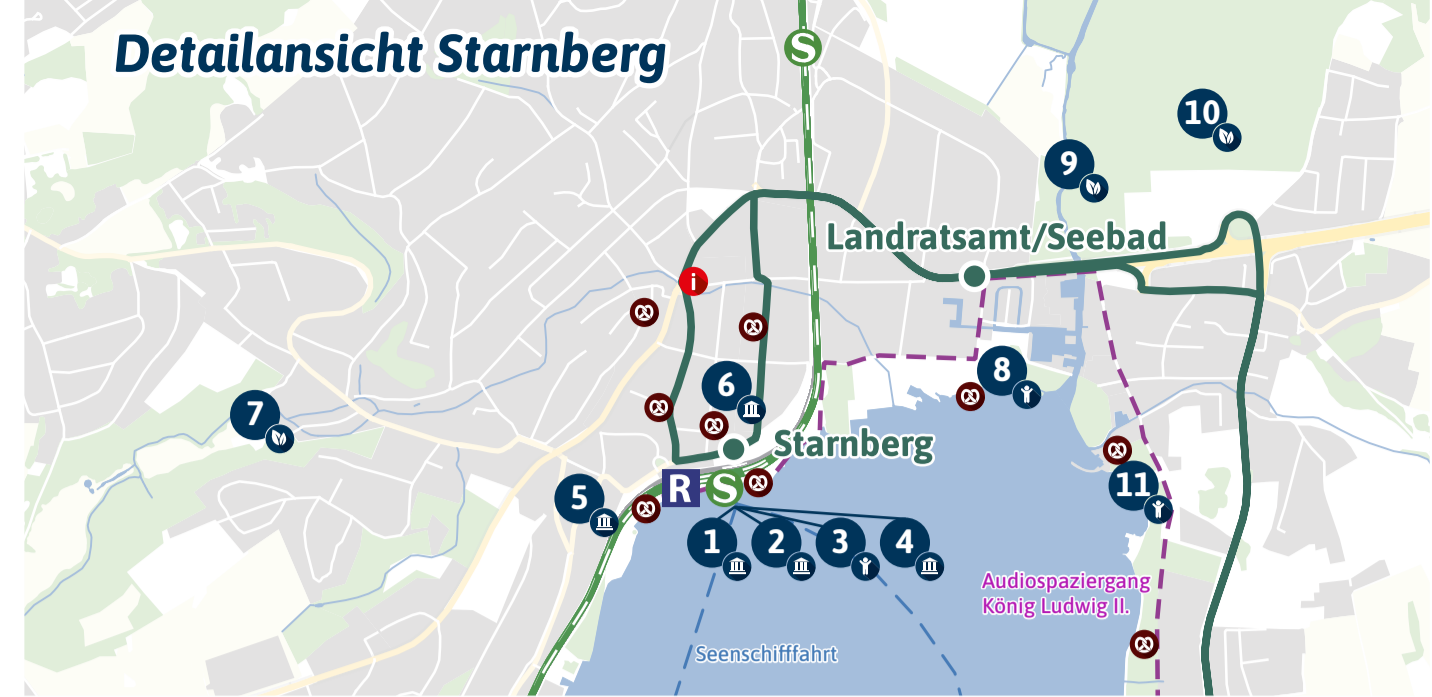 Detailansicht Starnberg
S
10
9
Landratsamt/Seebad
i
6
8
7
Starnberg
R S
5
11
1 2 3 4
Audiospaziergang
König Ludwig II.
Seenschifffahrt